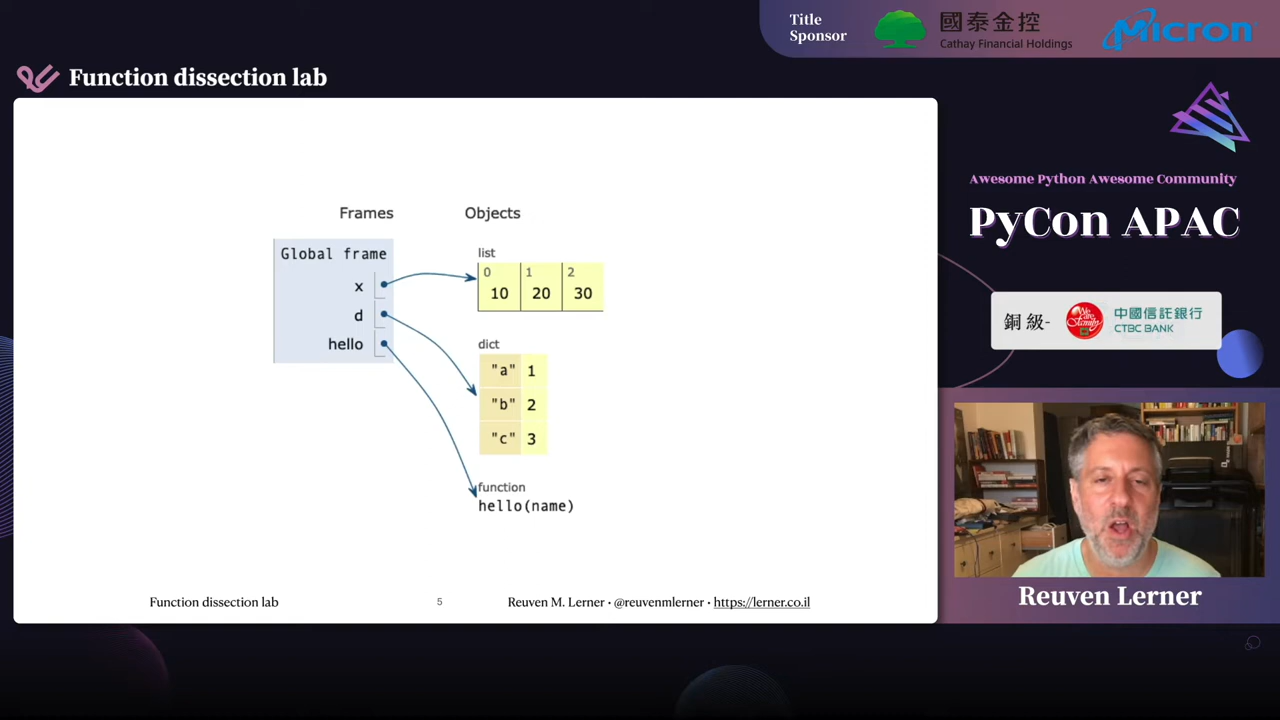 Title
Sponsor
國泰金控
Cathay Financial Holdings
Micron
Function dissection lab
Awesome Python Awesome Community
PyCon APAC
銅級-
We are Family
中國信託銀行
CTBC BANK
Frames
Objects
Global frame
x
d
hello
list
0 1 2
10 20 30
dict
"a" 1
"b" 2
"c" 3
function
hello(name)
Function dissection lab
5
Reuven M. Lerner · @reuvenmlerner · https://lerner.co.il
Reuven Lerner